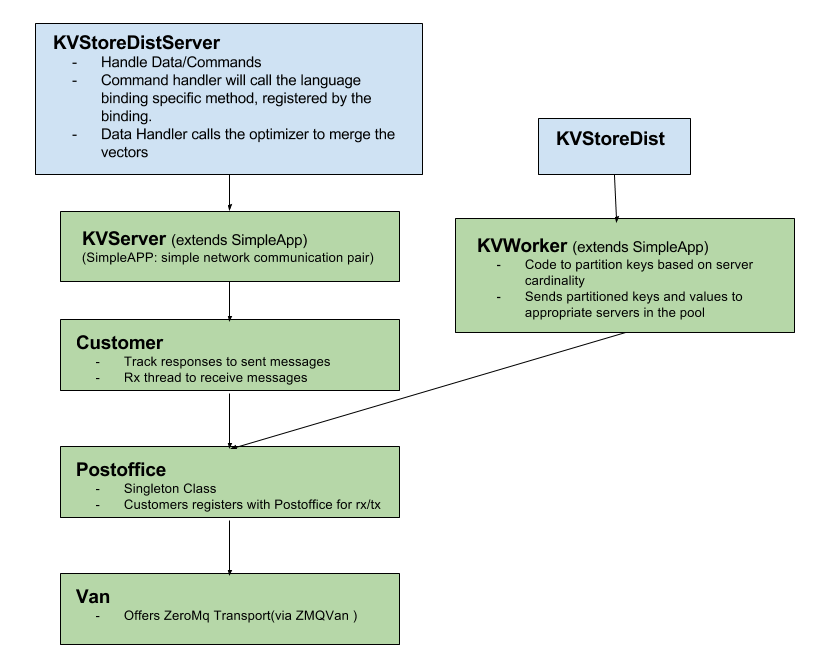 KVStoreDistServer
- Handle Data/Commands
- Command handler will call the language
binding specific method, registered by the
binding.
- Data Handler calls the optimizer to merge the
vectors
KVStoreDist
KVServer (extends SimpleApp)
(SimpleAPP: simple network communication pair)
KVWorker (extends SimpleApp)
- Code to partition keys based on server
cardinality
- Sends partitioned keys and values to
appropriate servers in the pool
Customer
- Track responses to sent messages
- Rx thread to receive messages
Postoffice
- Singleton Class
- Customers registers with Postoffice for rx/tx
Van
- Offers ZeroMq Transport(via ZMQVan )